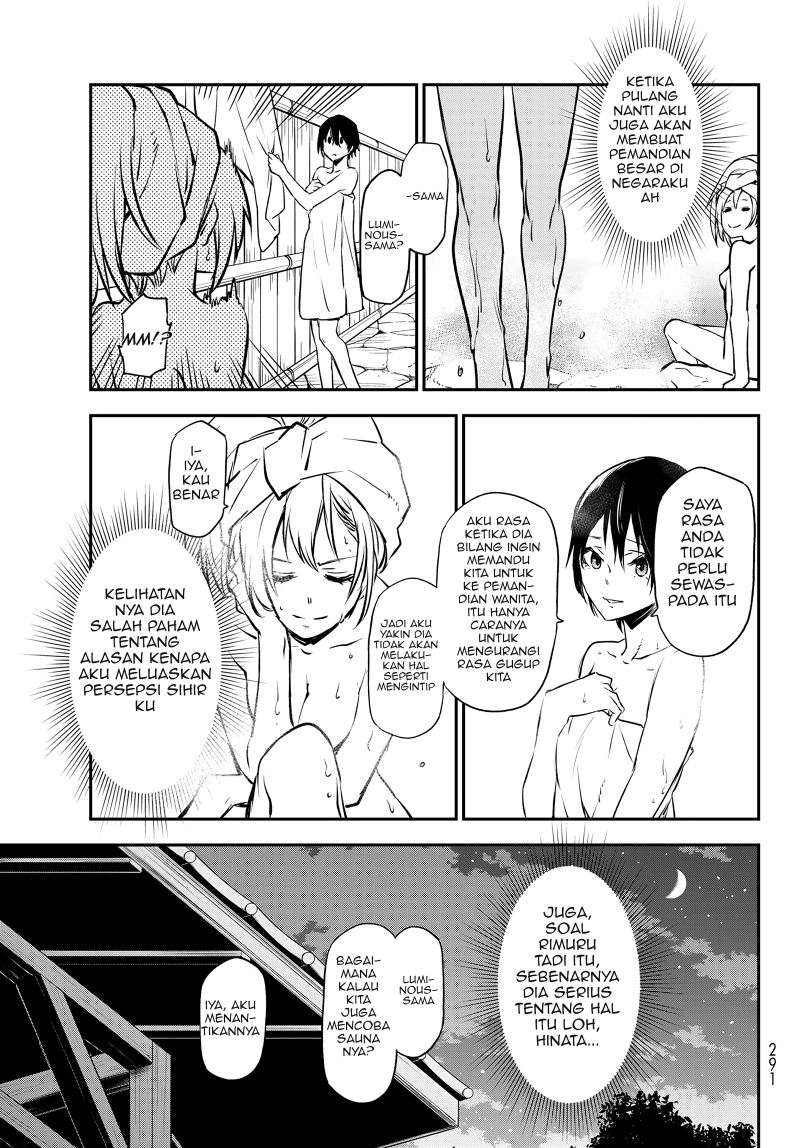 KETIKA
PULANG
NANTI AKU
JUGA AKAN
MEMBUAT
PEMANDIAN
BESAR DI
NEGARAKU
AH
-SAMA
LUMI-
NOUS-
SAMA?
MM!?
SAYA
RASA
ANDA
TIDAK
PERLU
SEWAS-
PADA ITU
AKU RASA
KETIKA DIA
BILANG INGIN
MEMANDU
KITA UNTUK
KE PEMAN-
DIAN WANITA,
ITU HANYA
CARANYA
UNTUK
MENGURANGI
RASA GUGUP
KITA
JADI AKU
YAKIN DIA
TIDAK AKAN
MELAKU-
KAN HAL
SEPERTI
MENGINTIP
I-
IYA,
KAU
BENAR
KELIHATAN
NYA DIA
SALAH PAHAM
TENTANG
ALASAN KENAPA
AKU MELUASKAN
PERSEPSI SIHIR
KU
JUGA,
SOAL
RIMURU
TADI ITU,
SEBENARNYA
DIA SERIUS
TENTANG HAL
ITU LOH,
HINATA...
LUMI-
NOUS-
SAMA
BAGAI-
MANA
KALAU
KITA
JUGA
MENCOBA
SAUNA
NYA?
IYA, AKU
MENAN-
TIKANNYA
291